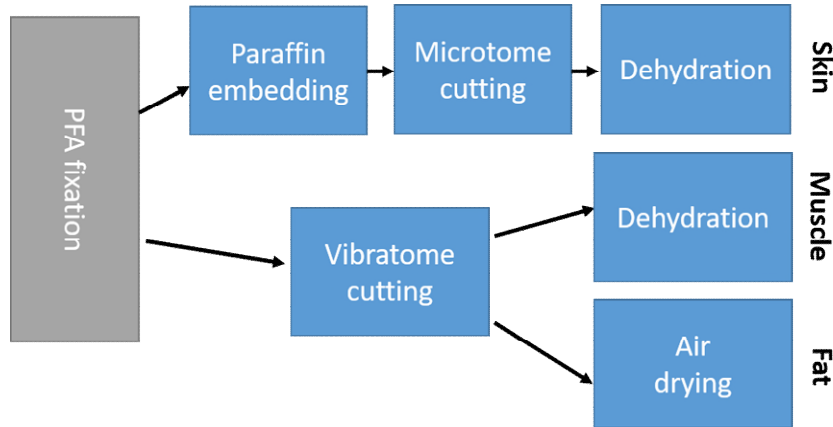 PFA fixation
Paraffin
embedding
Microtome
cutting
Dehydration
Skin
Vibratome
cutting
Dehydration
Muscle
Air
drying
Fat